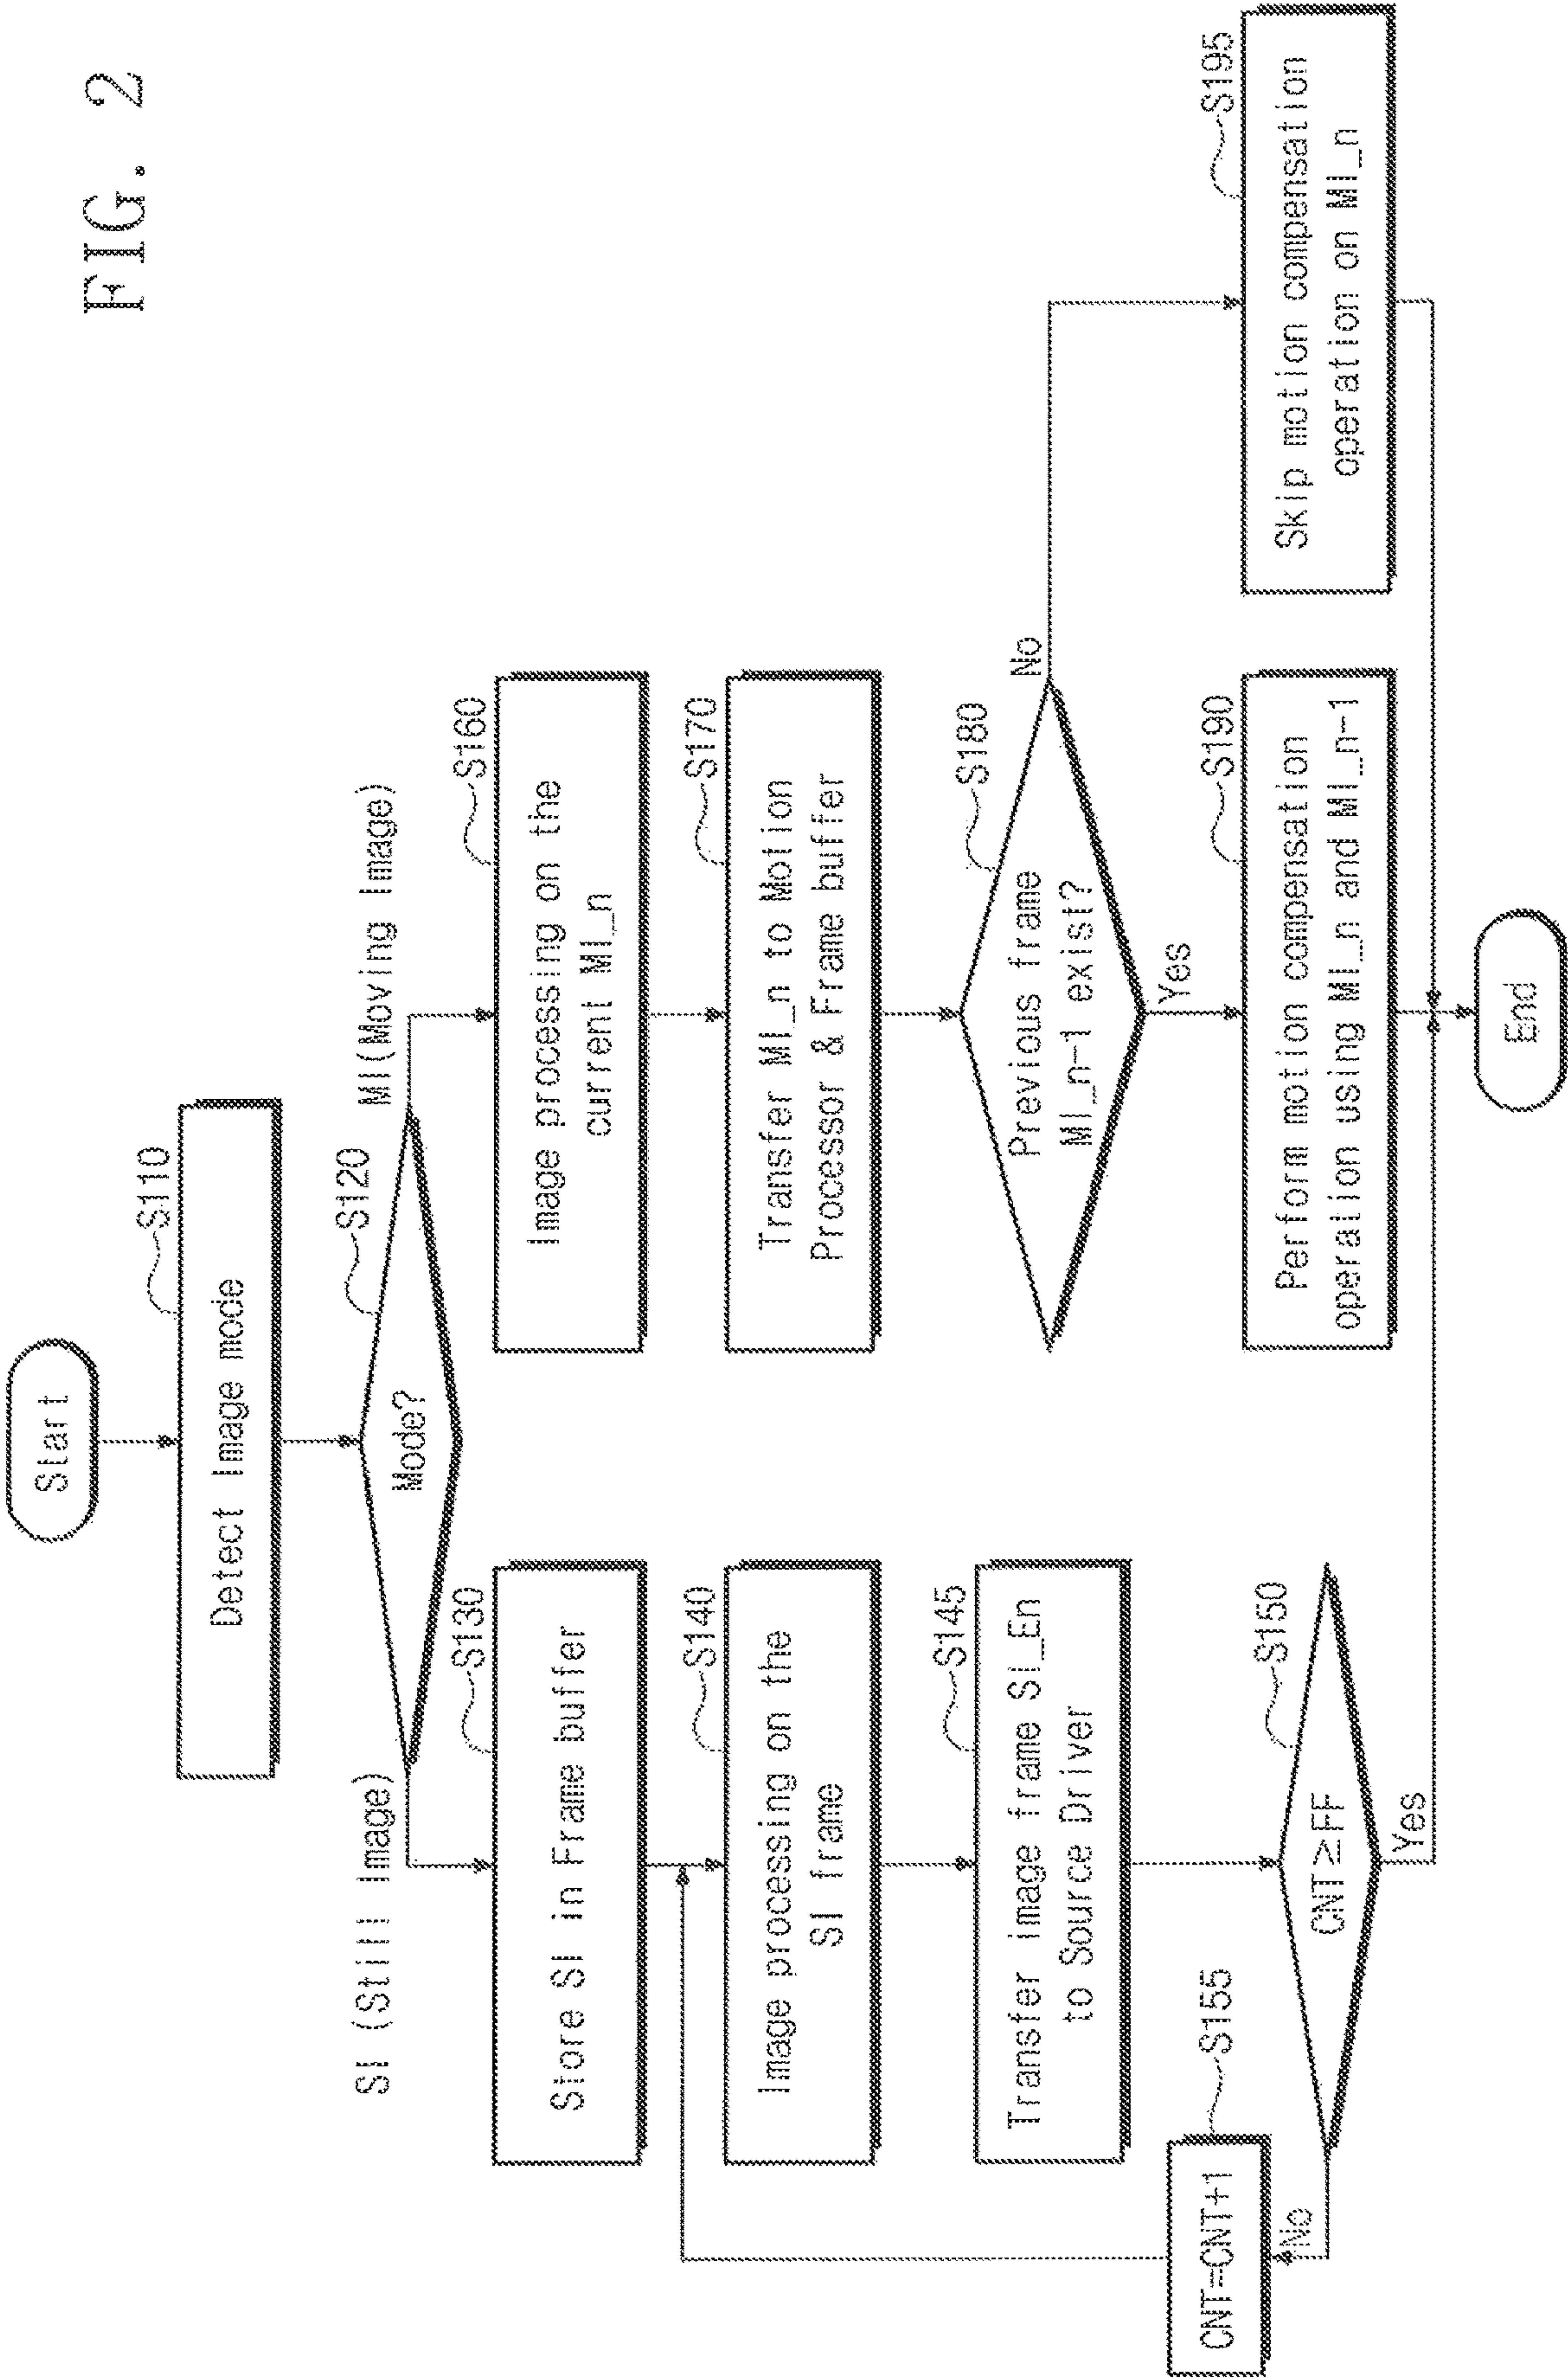 FIG. 2
Start
S110
Detect Image mode
S120
Mode?
SI (Still Image)
MI(Moving Image)
S130
Store SI in Frame buffer
S140
Image processing on the
SI frame
S145
Transfer image frame SI_En
to Source Driver
S150
CNT≥FF
No
Yes
S155
CNT=CNT+1
S160
Image processing on the
current MI_n
S170
Transfer MI_n to Motion
Processor & Frame buffer
S180
Previous frame
MI_n-1 exist?
No
Yes
S190
Perform motion compensation
operation using MI_n and MI_n-1
S195
Skip motion compensation
operation on MI_n
End